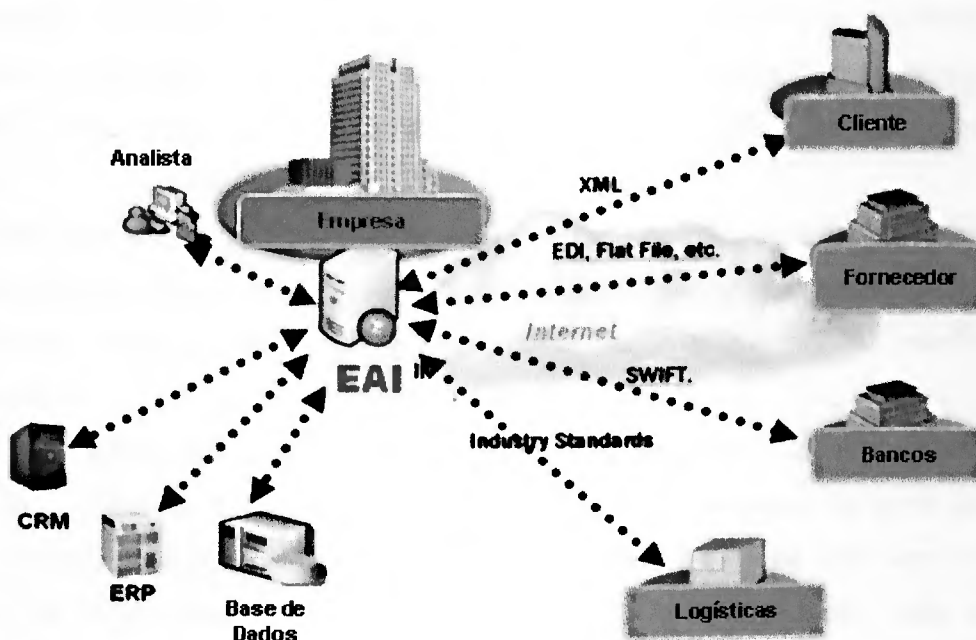 Cliente
Analista
XML
Empresa
EDI, Flat File, etc.
Fornecedor
Internet
EAI
SWIFT.
Industry Standards
Bancos
CRM
ERP
Base de
Dados
Logísticas